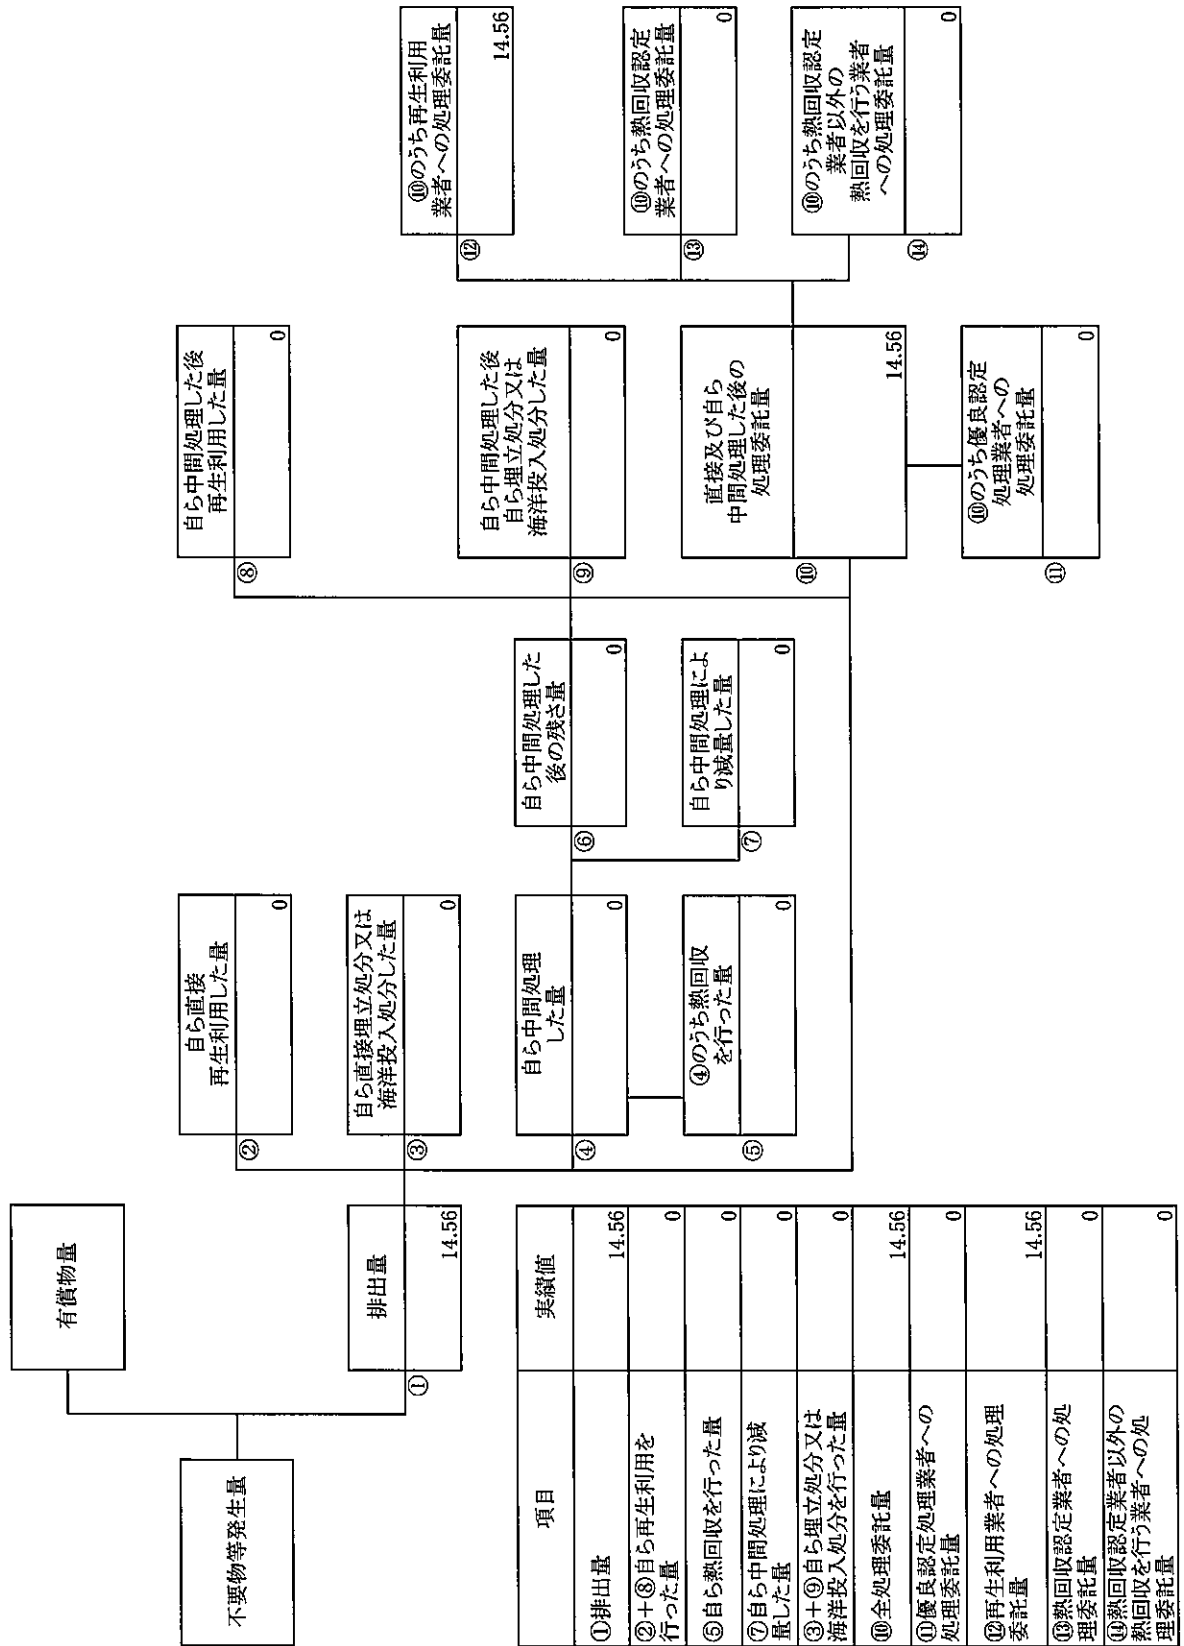 不要物等発生量
有償物量
①
排出量
14.56
②
自ら直接
再生利用した量
0
③
自ら直接埋立処分又は
海洋投入処分した量
0
④
自ら中間処理
した量
0
⑤
④のうち熱回収
を行った量
0
⑥
自ら中間処理した
後の残さ量
0
⑦
自ら中間処理によ
り減量した量
0
⑧
自ら中間処理した後
再生利用した量
0
⑨
自ら中間処理した後
自ら埋立処分又は
海洋投入処分した量
0
⑩
直接及び自ら
中間処理した後の
処理委託量
14.56
⑪
⑩のうち優良認定
処理業者への
処理委託量
0
⑫
⑩のうち再生利用
業者への処理委託量
14.56
⑬
⑩のうち熱回収認定
業者への処理委託量
0
⑭
⑩のうち熱回収認定
業者以外の
熱回収を行う業者
への処理委託量
0
項目 実績値
①排出量 14.56
②+⑧自ら再生利用を
行った量 0
⑤自ら熱回収を行った量 0
⑦自ら中間処理により減
量した量 0
③+⑨自ら埋立処分又は
海洋投入処分を行った量 0
⑩全処理委託量 14.56
⑪優良認定処理業者への
処理委託量 0
⑫再生利用業者への処理
委託量 14.56
⑬熱回収認定業者への処
理委託量 0
⑭熱回収認定業者以外の
熱回収を行う業者への処
理委託量 0